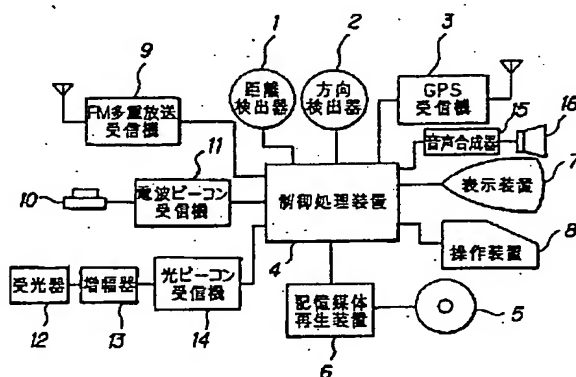 1
2
3
9
距離
検出器
方向
検出器
GPS
受信機
15
16
FM多重放送
受信機
11
音声合成器
10
電波ビーコン
受信機
制御処理装置
表示装置
7
4
操作装置
8
受光器
増幅器
光ビーコン
受信機
12
13
14
記憶媒体
再生装置
5
6